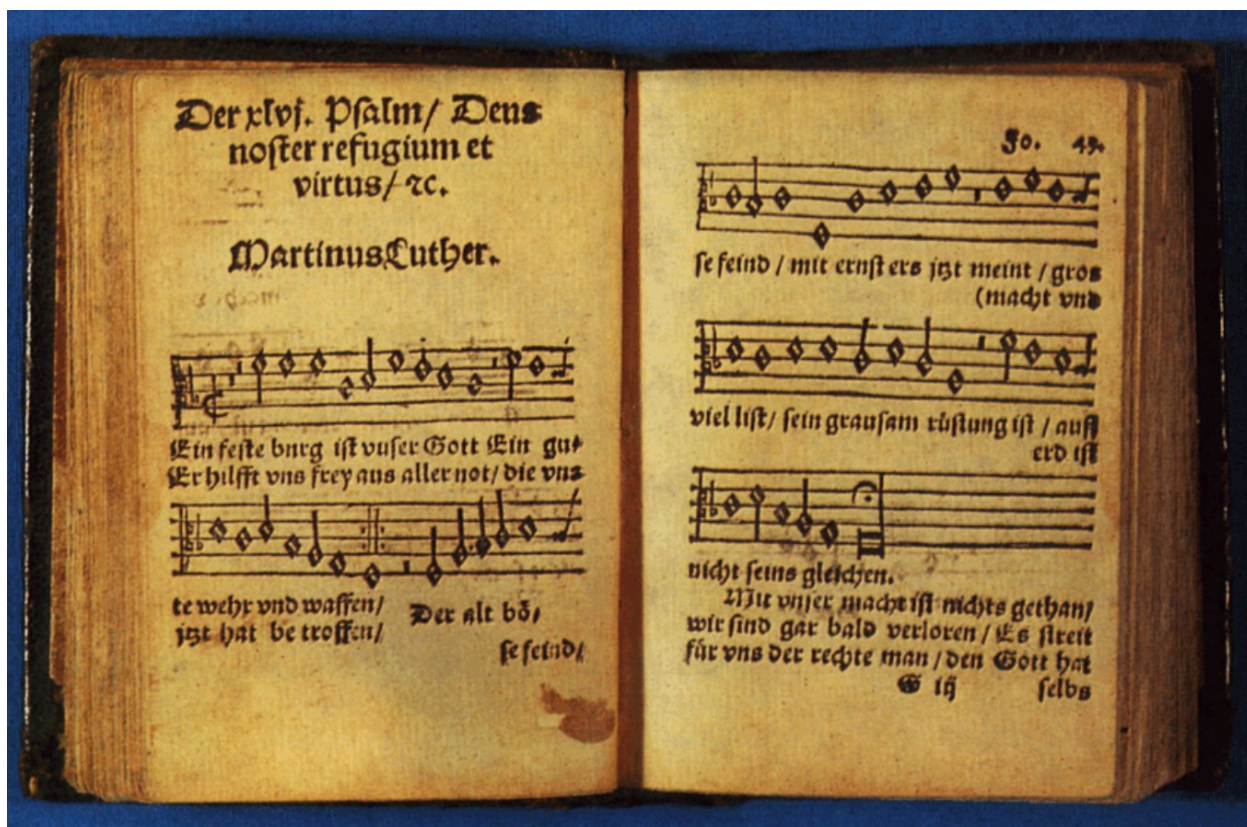 Der xlvj. Psalm/ Deus
noster refugium et
virtus/ ꝛc.
Martinus Luther.
Ein feste bnrg ist vnser Gott Ein gu⸗
Er hilfft vns frey aus aller not/ die vns
te wehr vnd waffen/ Der alt bö⸗
jtzt hat be troffen/
se feind/
Fo. 43.
se feind / mit ernst ers jtzt meint / gros
(macht vnd
viel list/ sein grausam rüstung ist / auff
erd ist
nicht seins gleichen.
Mit vnser macht ist nichts gethan/
wir sind gar bald verloren / Es streit
für vns der rechte man / den Gott hat
G iij selbs